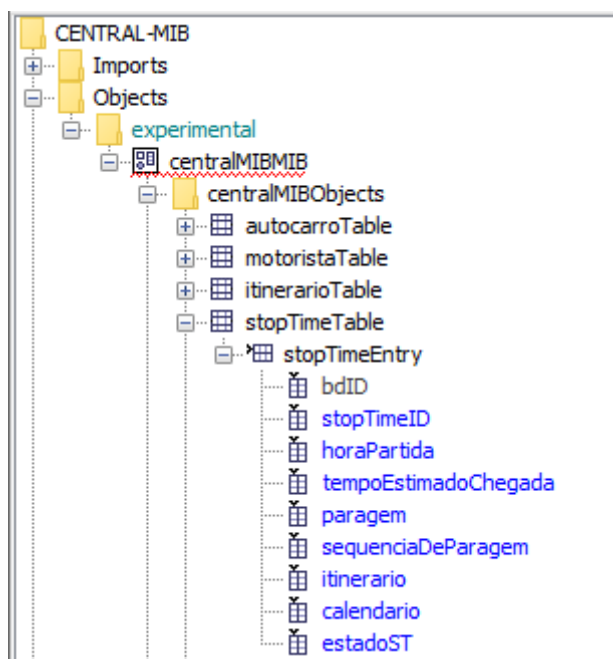 CENTRAL-MIB
Imports
Objects
experimental
centralMIBMIB
centralMIBObjects
autocarroTable
motoristaTable
itinerarioTable
stopTimeTable
stopTimeEntry
bdID
stopTimeID
horaPartida
tempoEstimadoChegada
paragem
sequenciaDeParagem
itinerario
calendario
estadoST